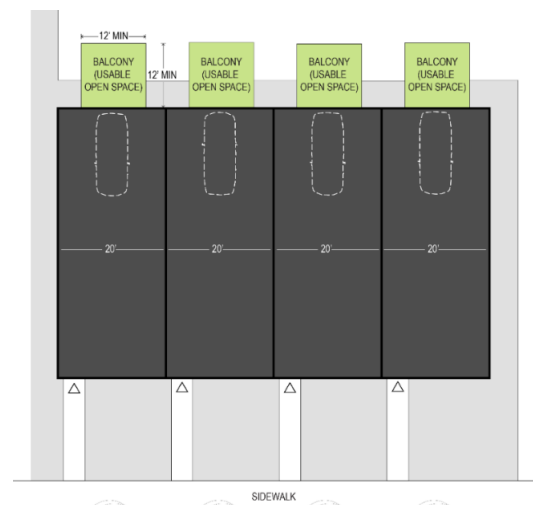 12' MIN
BALCONY
(USABLE
OPEN SPACE)
12' MIN
BALCONY
(USABLE
OPEN SPACE)
BALCONY
(USABLE
OPEN SPACE)
BALCONY
(USABLE
OPEN SPACE)
20'
20'
20'
20'
SIDEWALK